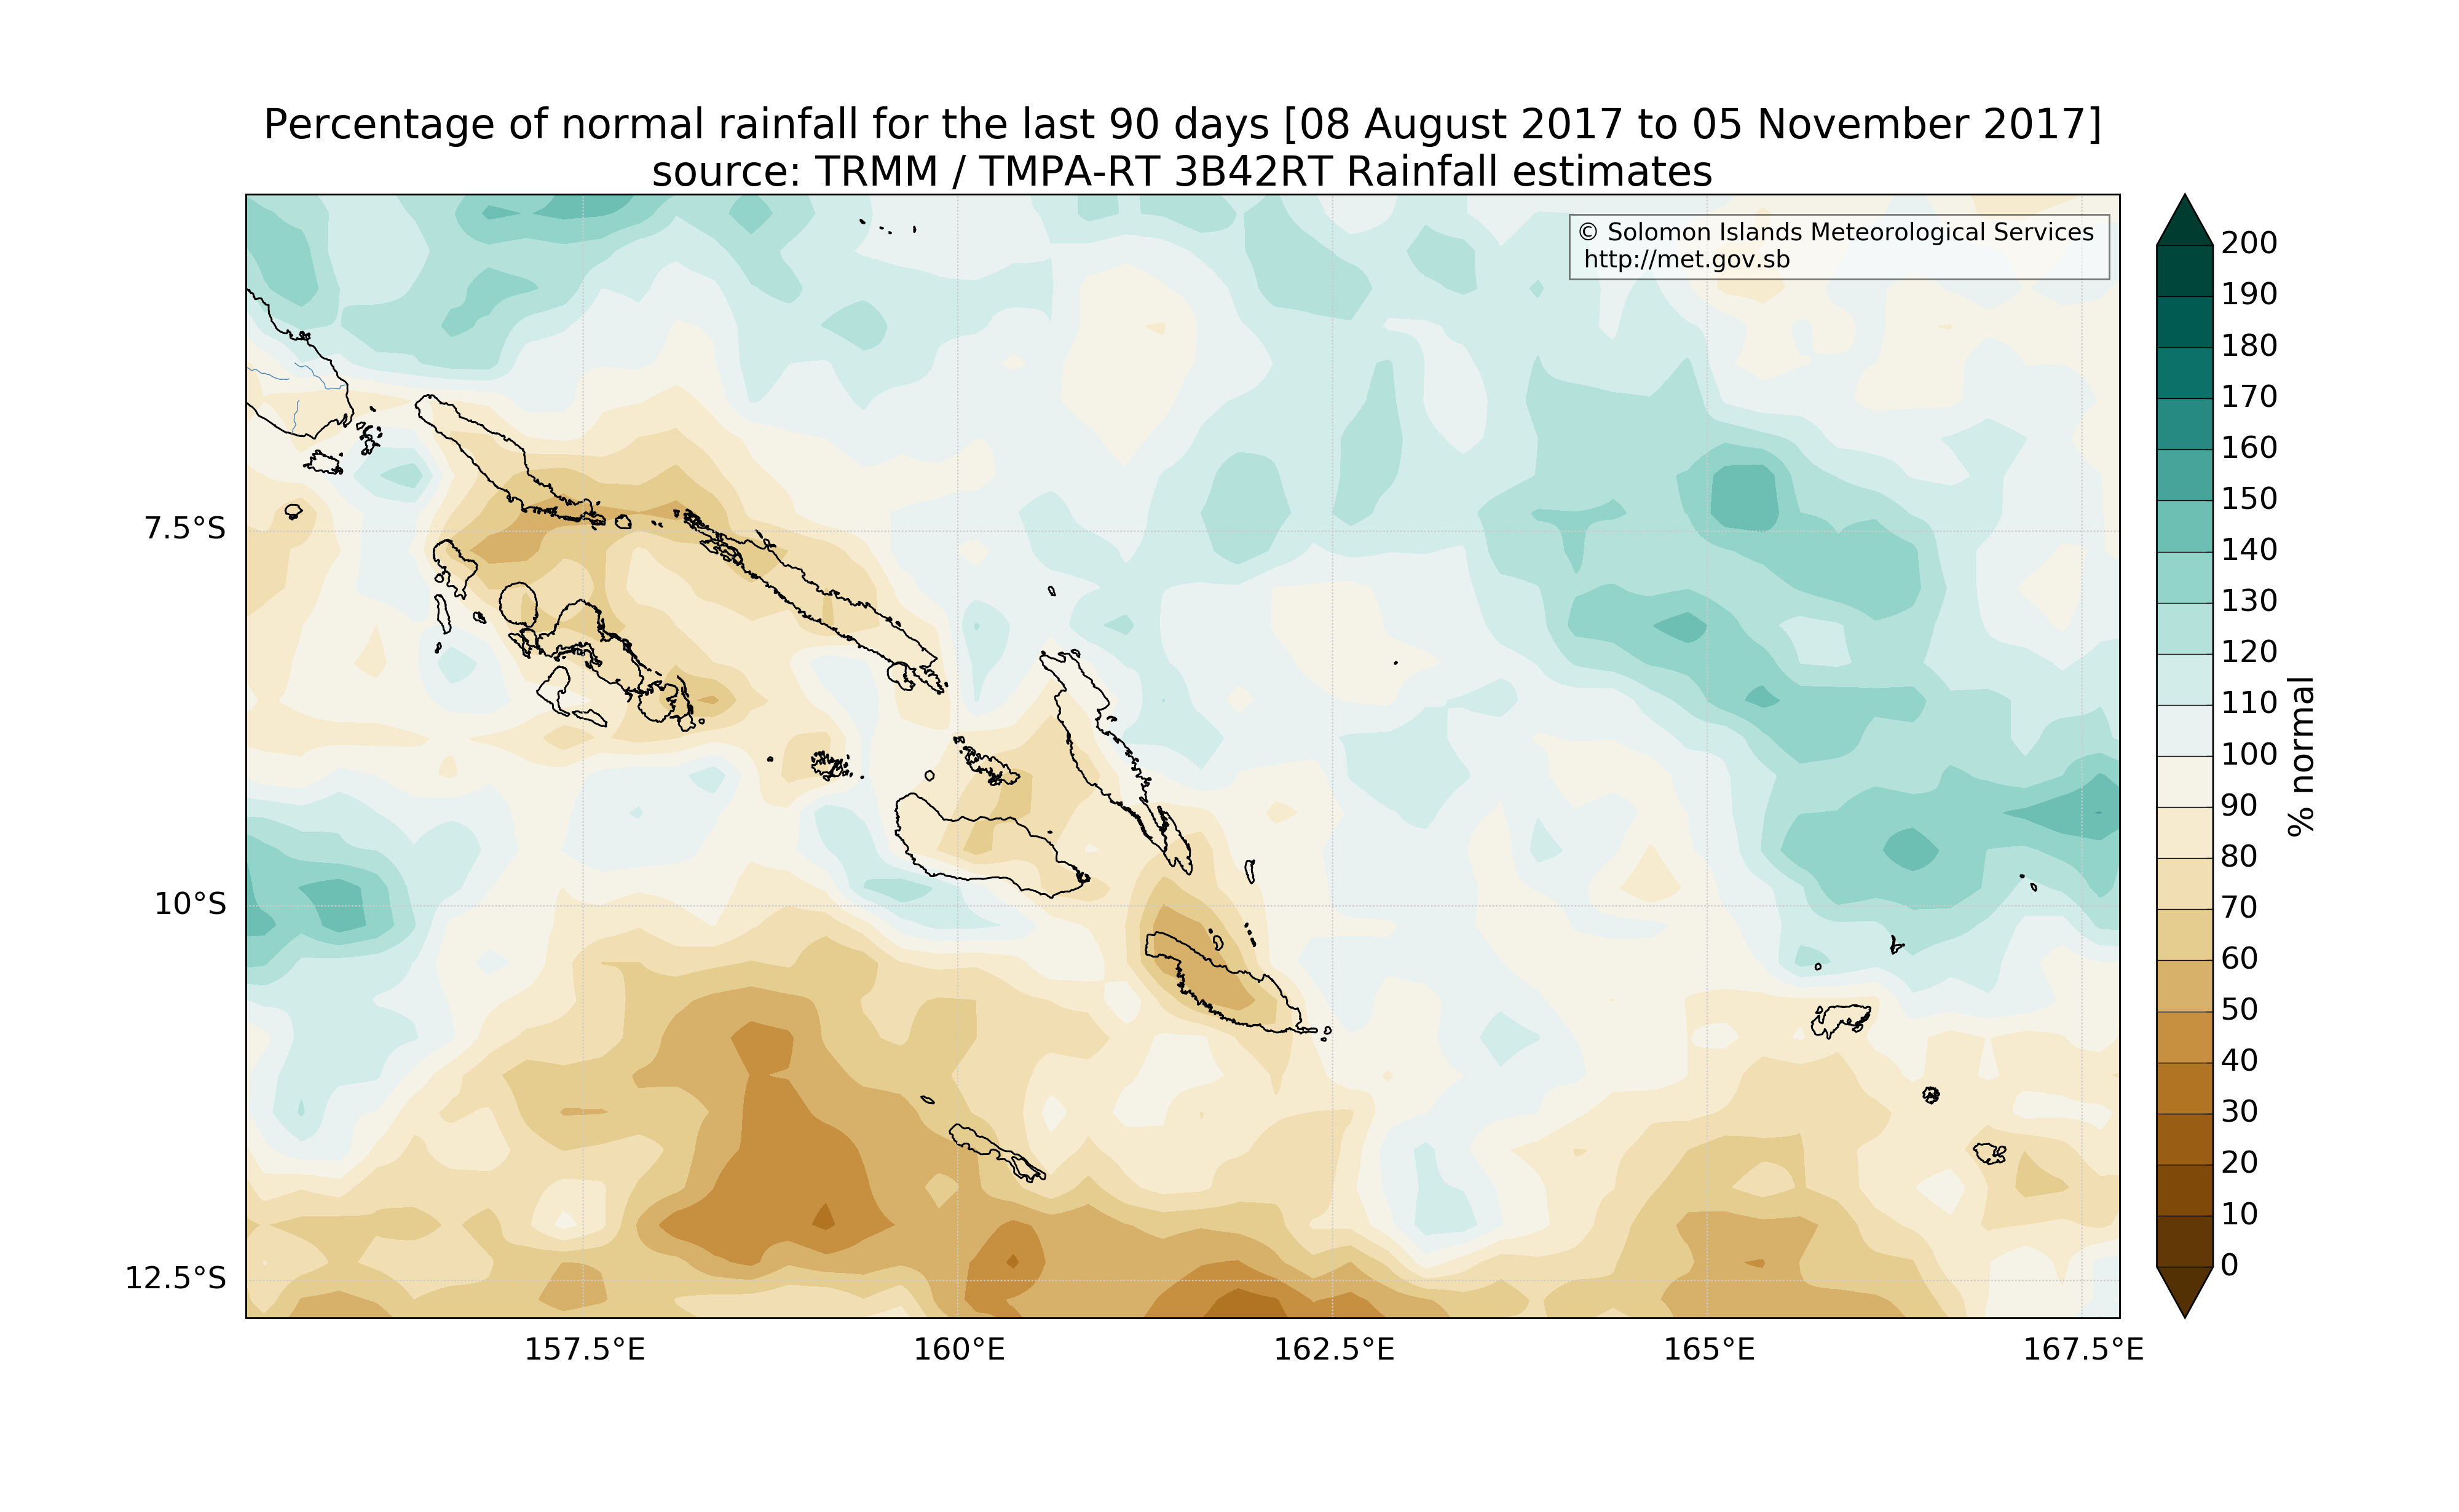 Percentage of normal rainfall for the last 90 days [08 August 2017 to 05 November 2017]
source: TRMM / TMPA-RT 3B42RT Rainfall estimates
© Solomon Islands Meteorological Services
http://met.gov.sb
7.5°S
10°S
12.5°S
157.5°E
160°E
162.5°E
165°E
167.5°E
200
190
180
170
160
150
140
130
120
110
100
90
80
70
60
50
40
30
20
10
0
% normal